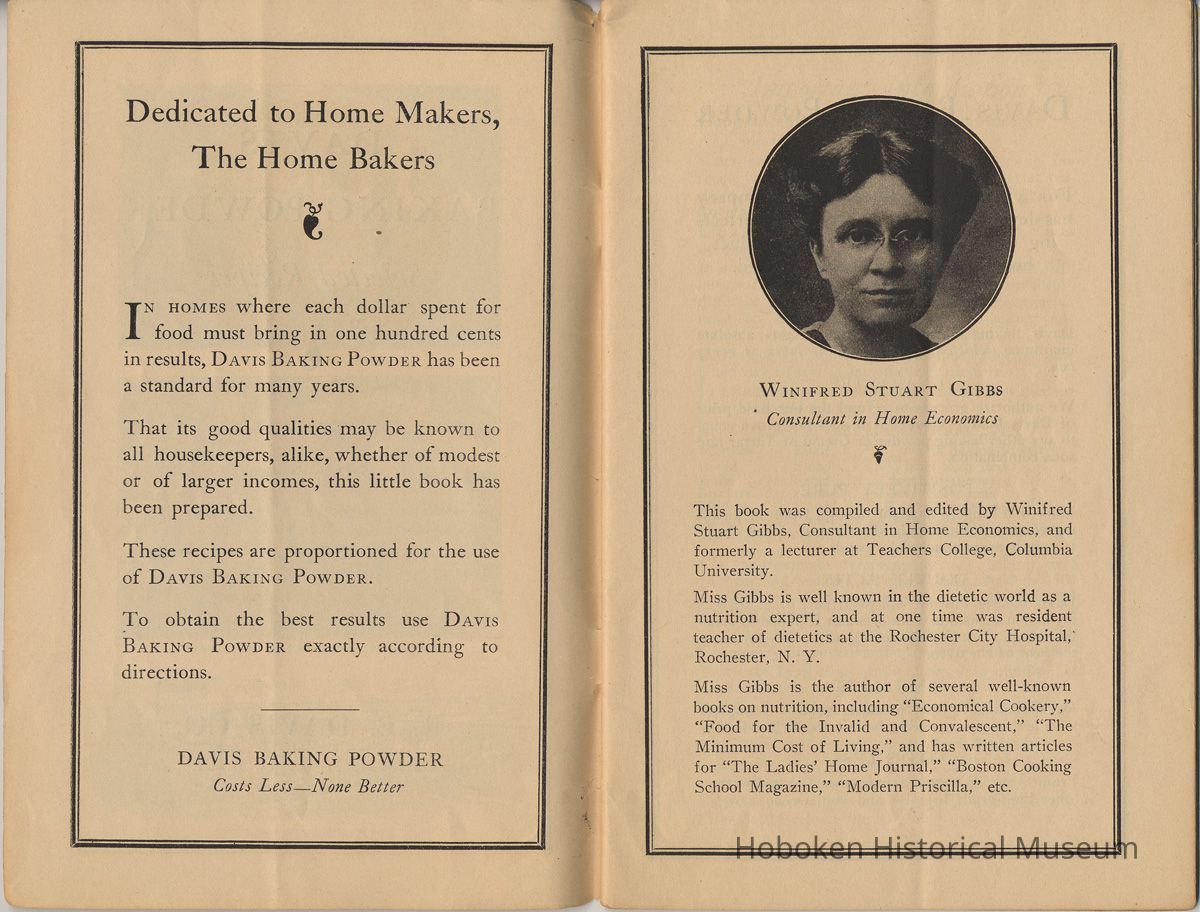 Dedicated to Home Makers,
The Home Bakers
IN HOMES where each dollar spent for
food must bring in one hundred cents
in results, DAVIS BAKING POWDER has been
a standard for many years.
That its good qualities may be known to
all housekeepers, alike, whether of modest
or of larger incomes, this little book has
been prepared.
These recipes are proportioned for the use
of DAVIS BAKING POWDER.
To obtain the best results use DAVIS
BAKING POWDER exactly according to
directions.
DAVIS BAKING POWDER
Costs Less—None Better
WINIFRED STUART GIBBS
Consultant in Home Economics
This book was compiled and edited by Winifred
Stuart Gibbs, Consultant in Home Economics, and
formerly a lecturer at Teachers College, Columbia
University.
Miss Gibbs is well known in the dietetic world as a
nutrition expert, and at one time was resident
teacher of dietetics at the Rochester City Hospital,
Rochester, N. Y.
Miss Gibbs is the author of several well-known
books on nutrition, including “Economical Cookery,”
“Food for the Invalid and Convalescent,” “The
Minimum Cost of Living,” and has written articles
for “The Ladies’ Home Journal,” “Boston Cooking
School Magazine,” “Modern Priscilla,” etc.
Hoboken Historical Museum